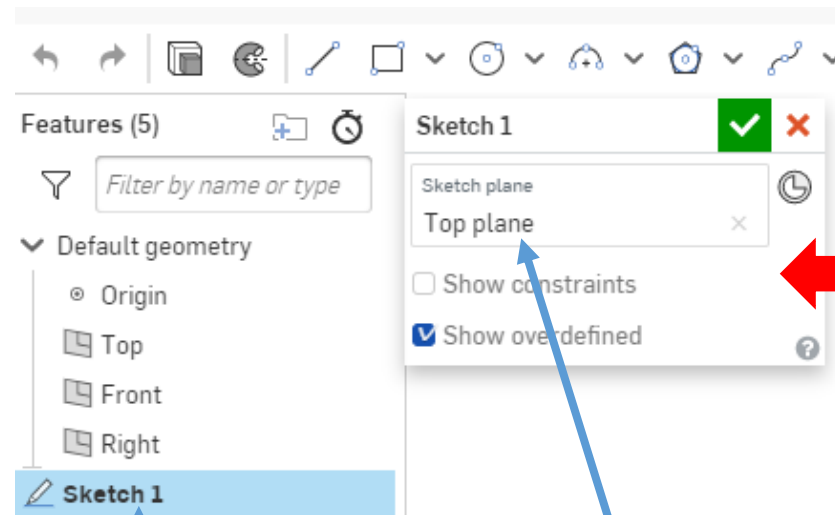 Features (5)
Filter by name or type
Default geometry
Origin
Top
Front
Right
Sketch 1
Sketch 1
Sketch plane
Top plane
Show constraints
Show overdefined